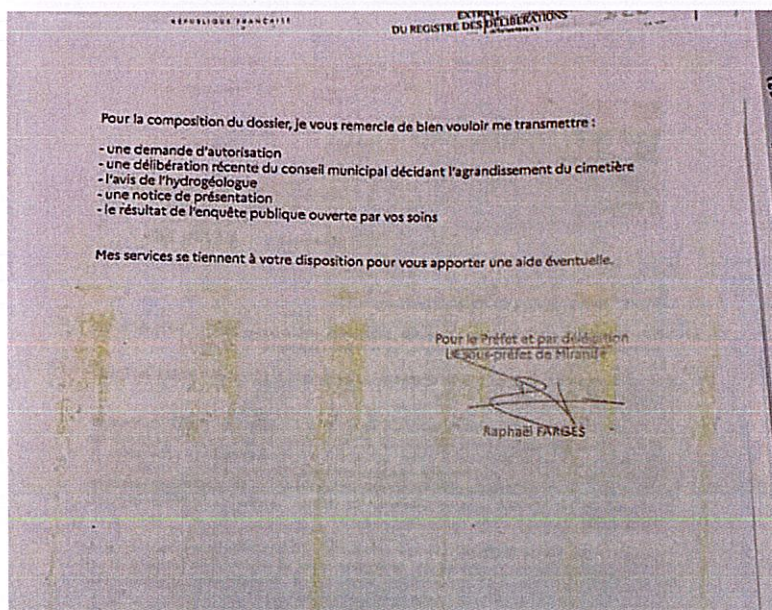 RÉPUBLIQUE FRANÇAISE
EXTRAIT
DU REGISTRE DES DÉLIBÉRATIONS
Pour la composition du dossier, je vous remercie de bien vouloir me transmettre :
- une demande d'autorisation
- une délibération récente du conseil municipal décidant l'agrandissement du cimetière
- l'avis de l'hydrogéologue
- une notice de présentation
- le résultat de l'enquête publique ouverte par vos soins
Mes services se tiennent à votre disposition pour vous apporter une aide éventuelle.
Pour le Préfet et par délégation
Le sous-préfet de Mirande
Raphaël FARGES